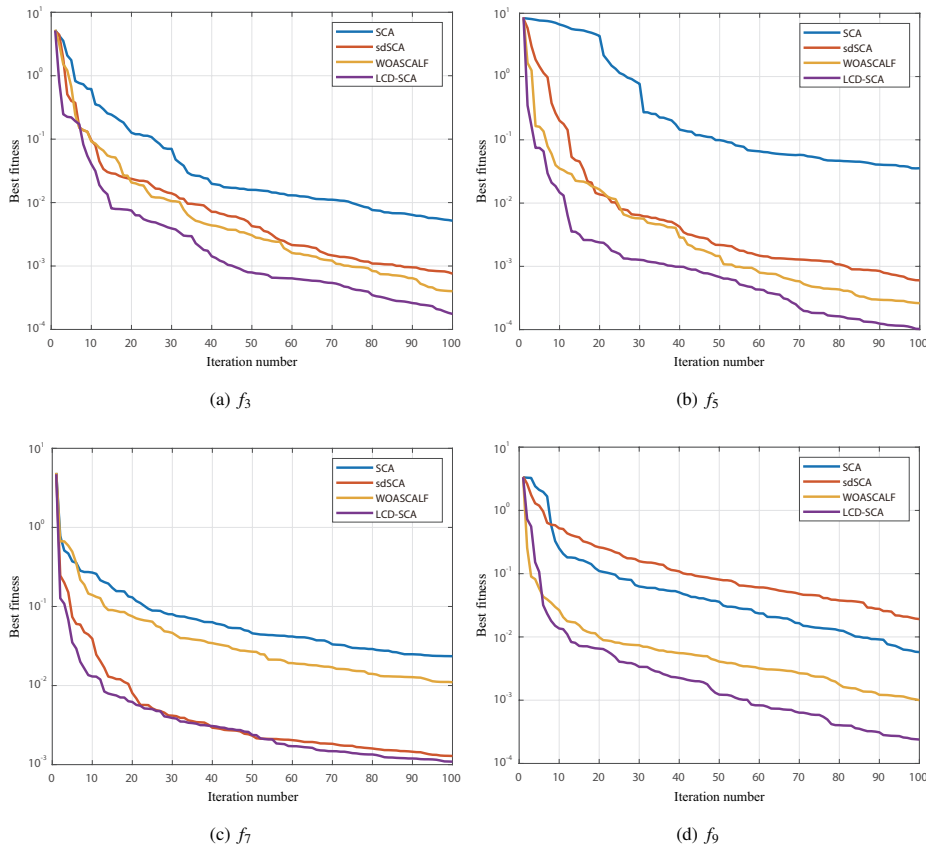 10^1
10^0
10^-1
10^-2
10^-3
10^-4
Best fitness
0 10 20 30 40 50 60 70 80 90 100
Iteration number
SCA
sdSCA
WOASCALF
LCD-SCA
(a) f_3
10^1
10^0
10^-1
10^-2
10^-3
10^-4
Best fitness
0 10 20 30 40 50 60 70 80 90 100
Iteration number
SCA
sdSCA
WOASCALF
LCD-SCA
(b) f_5
10^1
10^0
10^-1
10^-2
10^-3
Best fitness
0 10 20 30 40 50 60 70 80 90 100
Iteration number
SCA
sdSCA
WOASCALF
LCD-SCA
(c) f_7
10^1
10^0
10^-1
10^-2
10^-3
10^-4
Best fitness
0 10 20 30 40 50 60 70 80 90 100
Iteration number
SCA
sdSCA
WOASCALF
LCD-SCA
(d) f_9